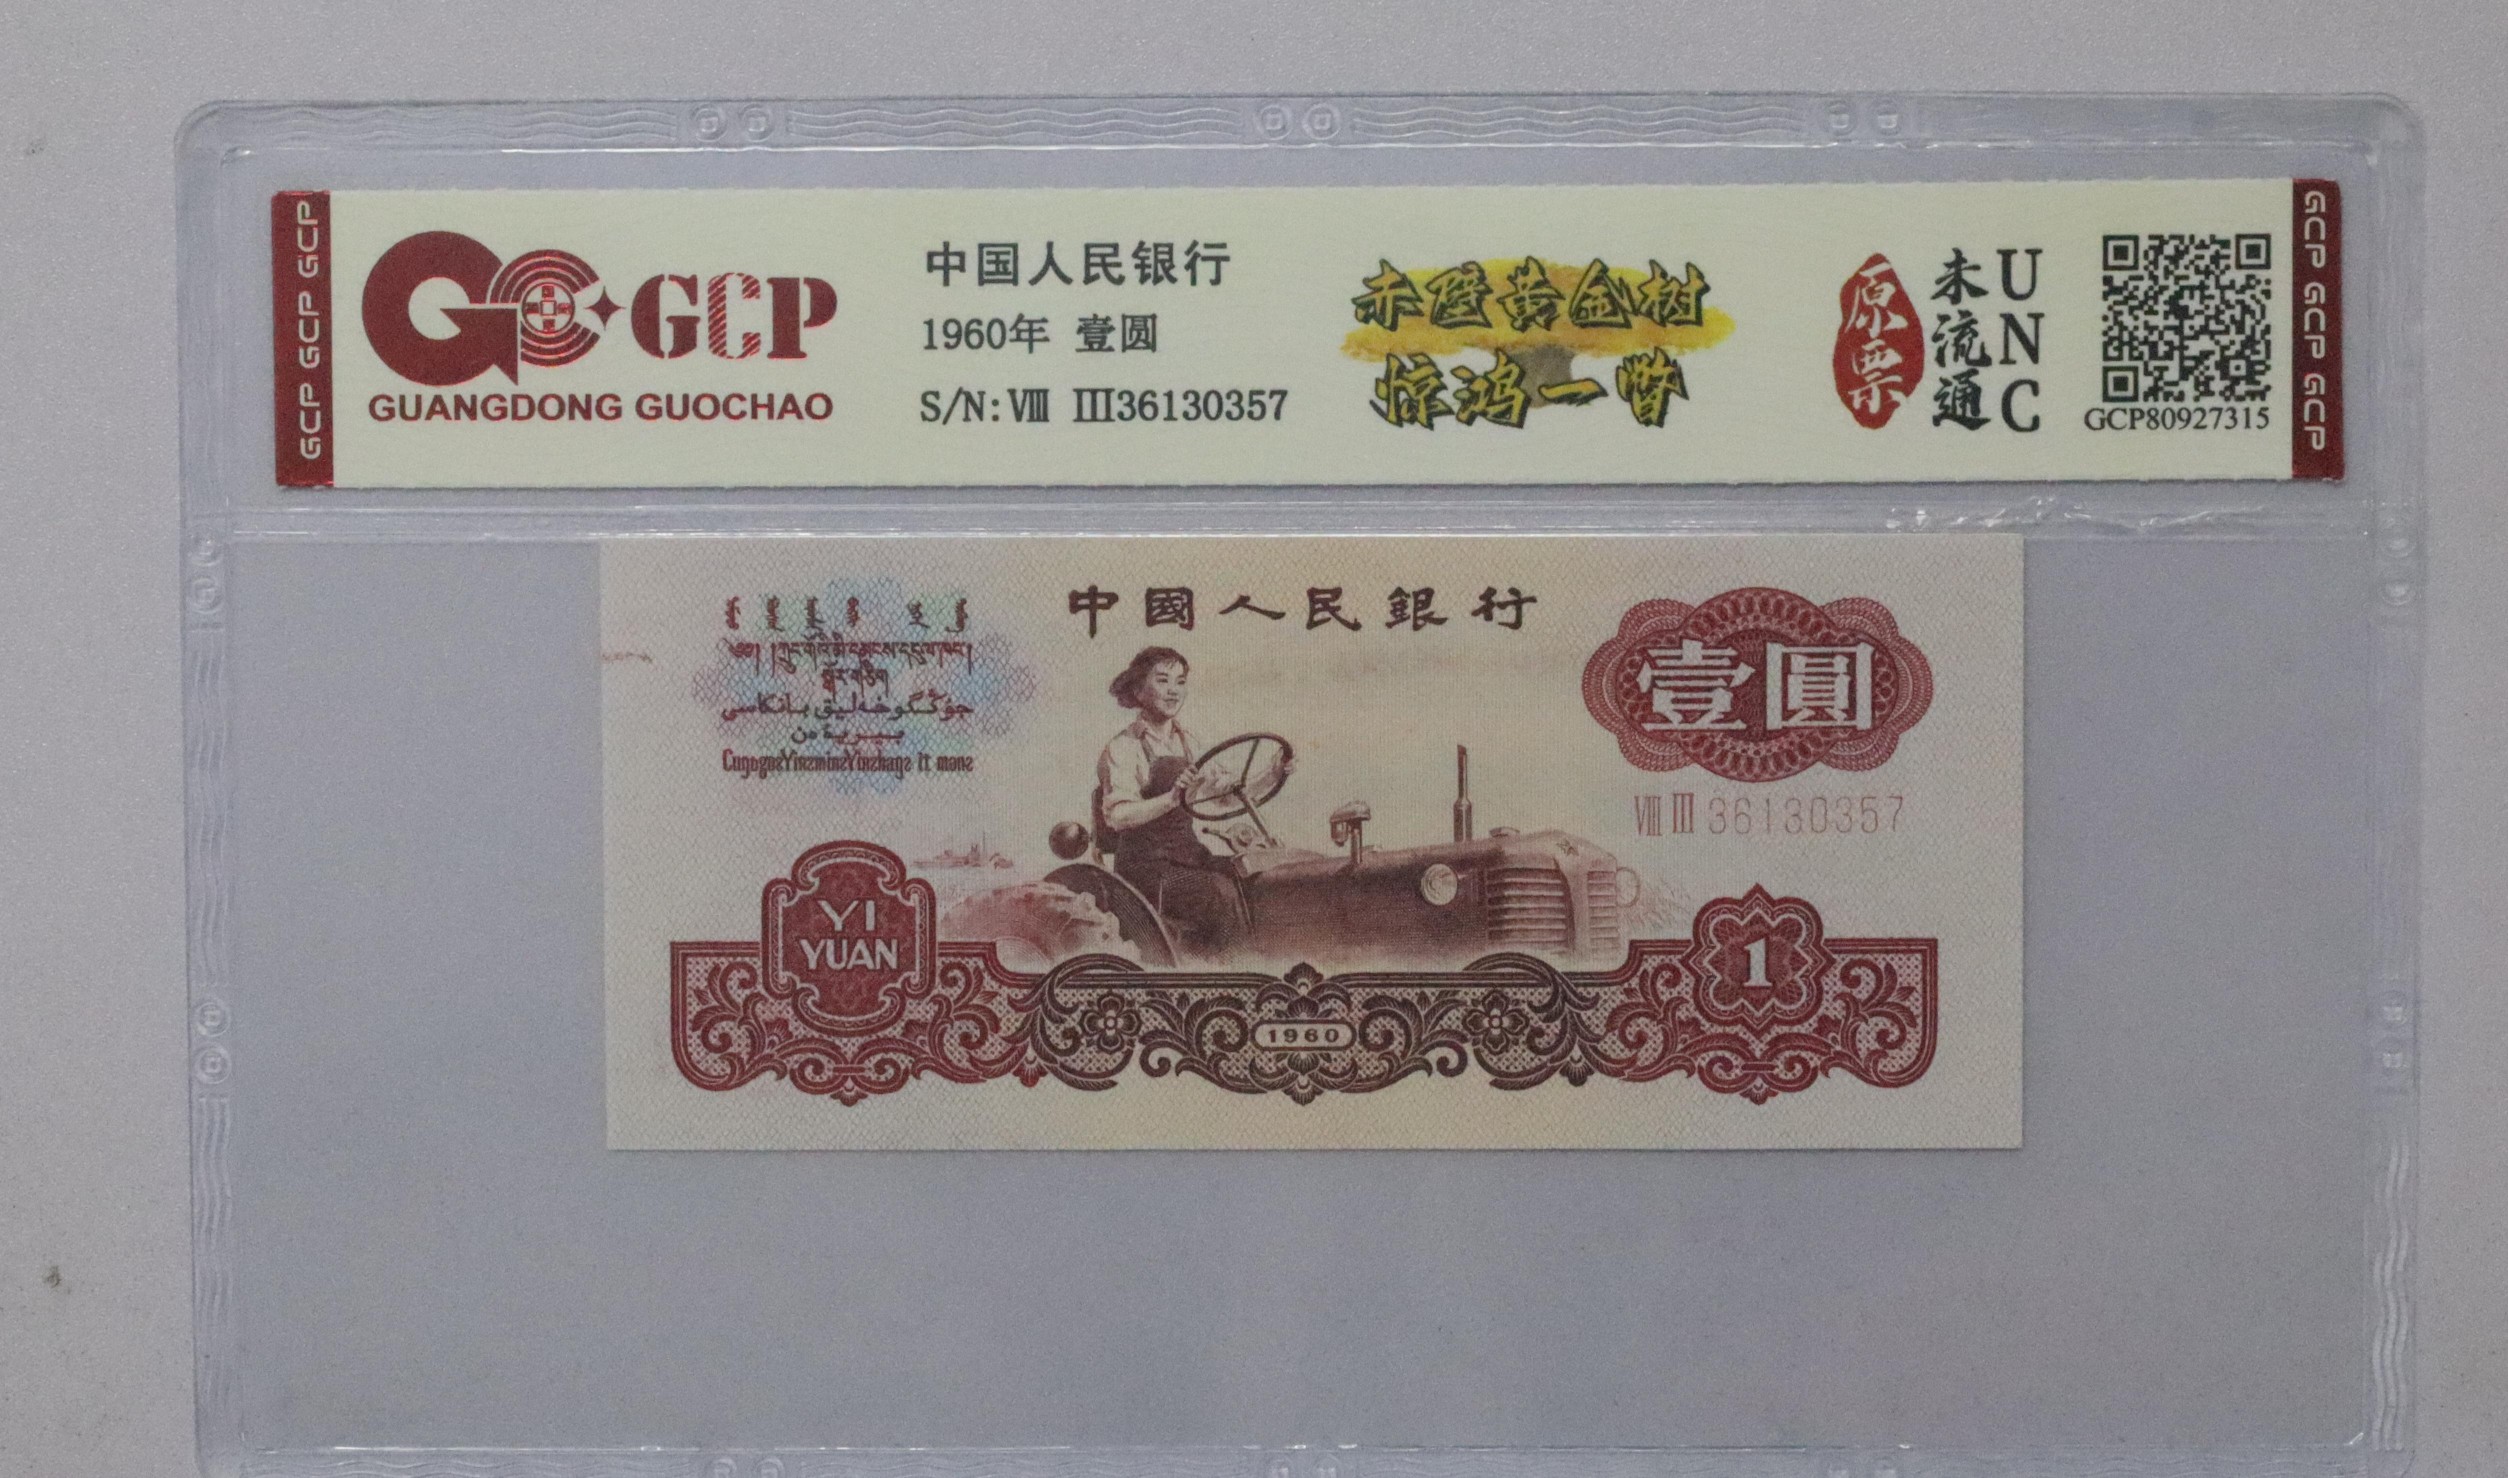 GCP GCP GCP
GCP
GUANGDONG GUOCHAO
中国人民银行
1960年 壹圆
S/N: Ⅷ Ⅲ36130357
赤壁黄金树
惊鸿一瞥
原票
未流通
UNC
GCP80927315
GCP GCP GCP
中國人民銀行
壹圓
Ⅷ Ⅲ 36130357
YI
YUAN
1
1960